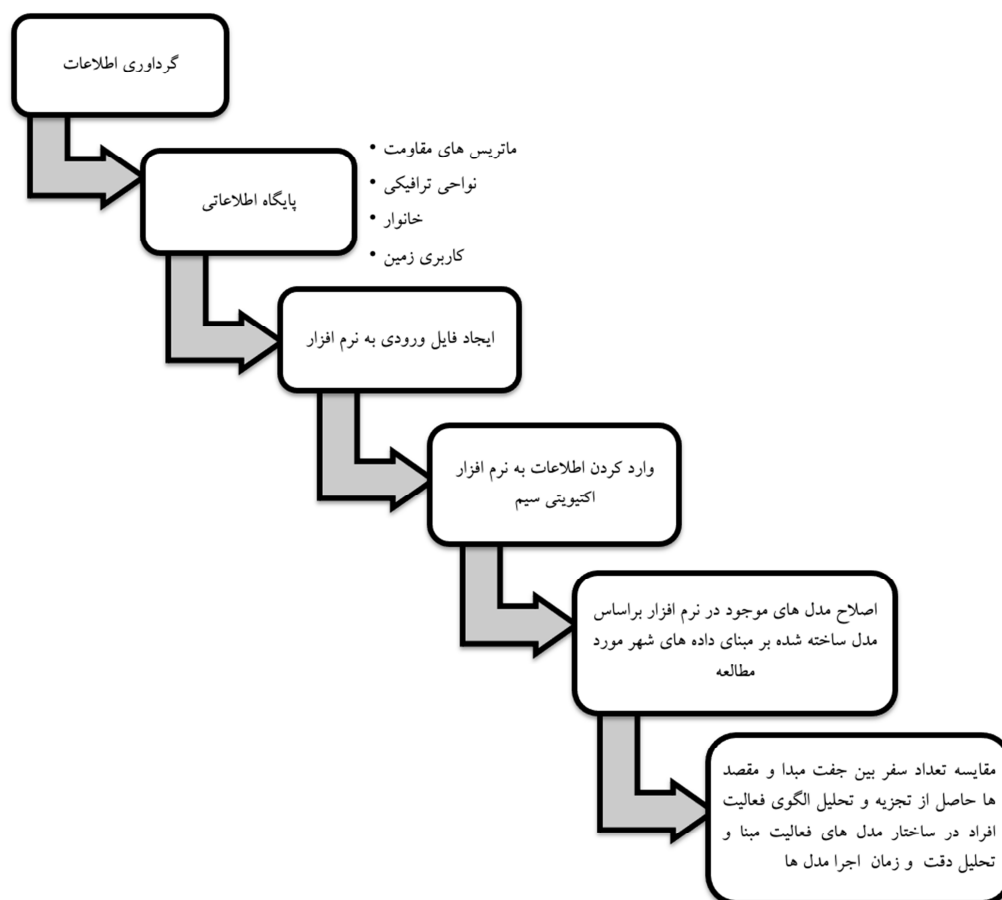 گرداوری اطلاعات
پایگاه اطلاعاتی
• ماتریس های مقاومت
• نواحی ترافیکی
• خانوار
• کاربری زمین
ایجاد فایل ورودی به نرم افزار
وارد کردن اطلاعات به نرم افزار
اکتیویتی سیم
اصلاح مدل های موجود در نرم افزار براساس
مدل ساخته شده بر مبنای داده های شهر مورد
مطالعه
مقایسه تعداد سفر بین جفت مبدا و مقصد
ها حاصل از تجزیه و تحلیل الگوی فعالیت
افراد در ساختار مدل های فعالیت مبنا و
تحلیل دقت و زمان اجرا مدل ها